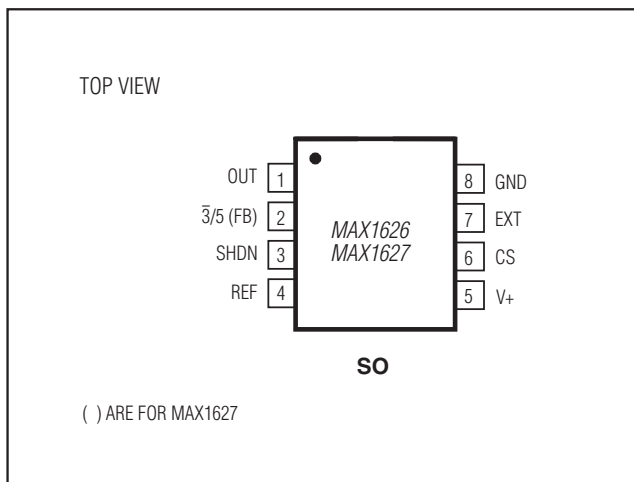 TOP VIEW
OUT 1
3̅/5 (FB) 2
SHDN 3
REF 4
MAX1626
MAX1627
8 GND
7 EXT
6 CS
5 V+
SO
( ) ARE FOR MAX1627